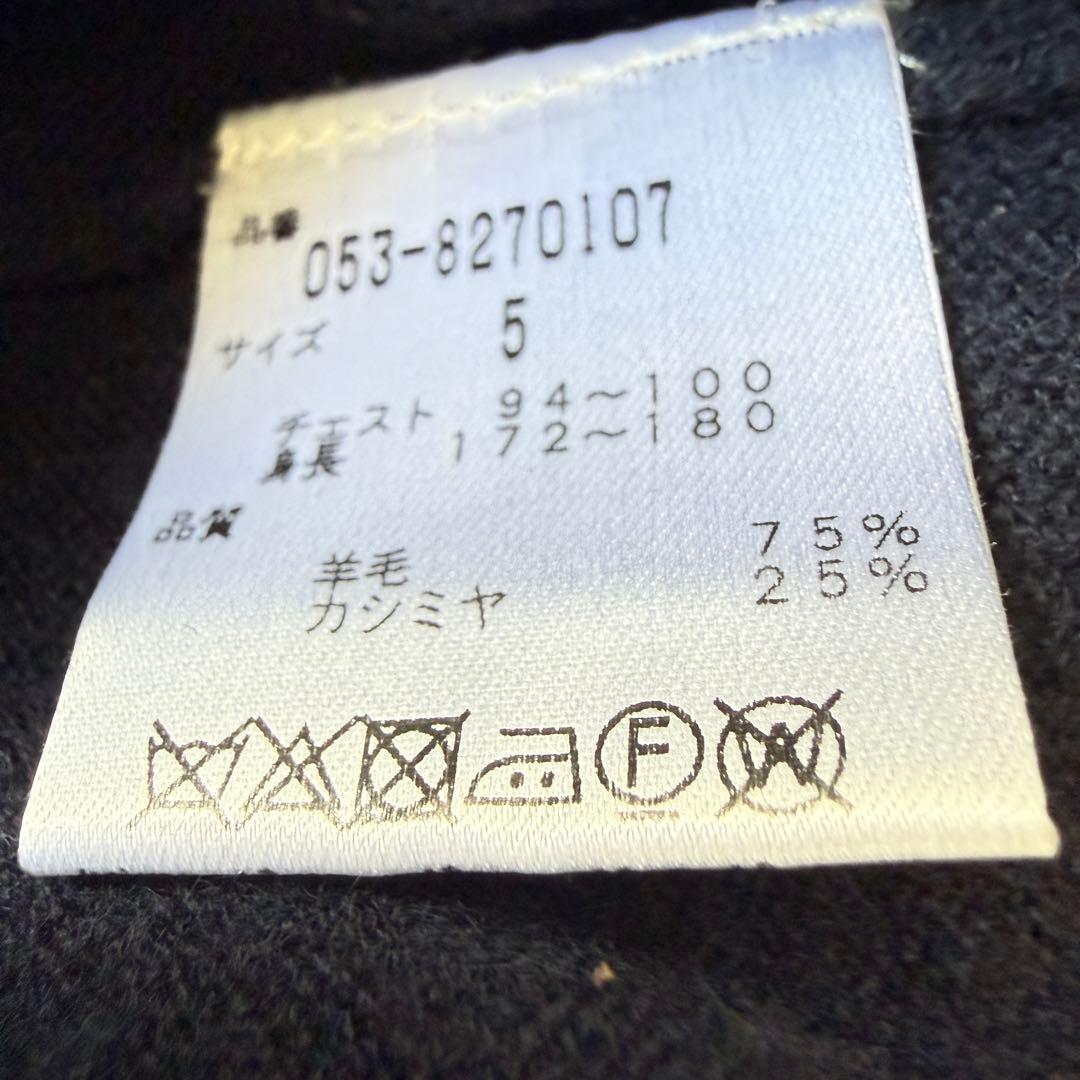 品番 053-8270107
サイズ 5
チェスト 94～100
身長 172～180
品質
羊毛 75%
カシミヤ 25%
F
W